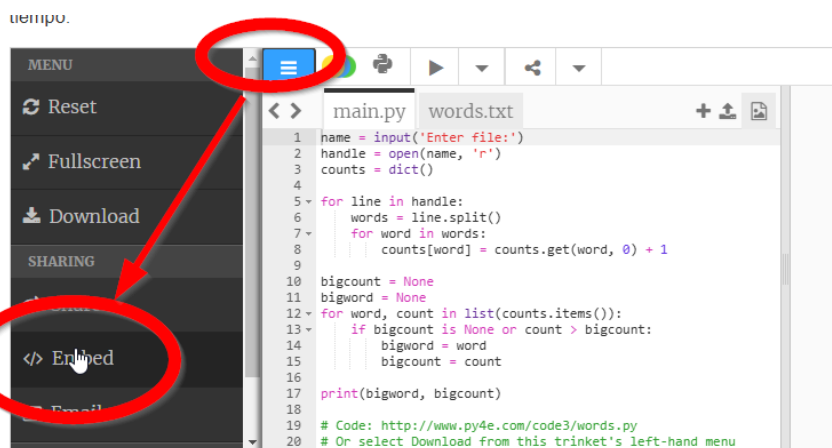 tiempo.
MENU
Reset
Fullscreen
Download
SHARING
Share
</> Embed
Email
main.py words.txt
1 name = input('Enter file:')
2 handle = open(name, 'r')
3 counts = dict()
4
5 for line in handle:
6 words = line.split()
7 for word in words:
8 counts[word] = counts.get(word, 0) + 1
9
10 bigcount = None
11 bigword = None
12 for word, count in list(counts.items()):
13 if bigcount is None or count > bigcount:
14 bigword = word
15 bigcount = count
16
17 print(bigword, bigcount)
18
19 # Code: http://www.py4e.com/code3/words.py
20 # Or select Download from this trinket's left-hand menu